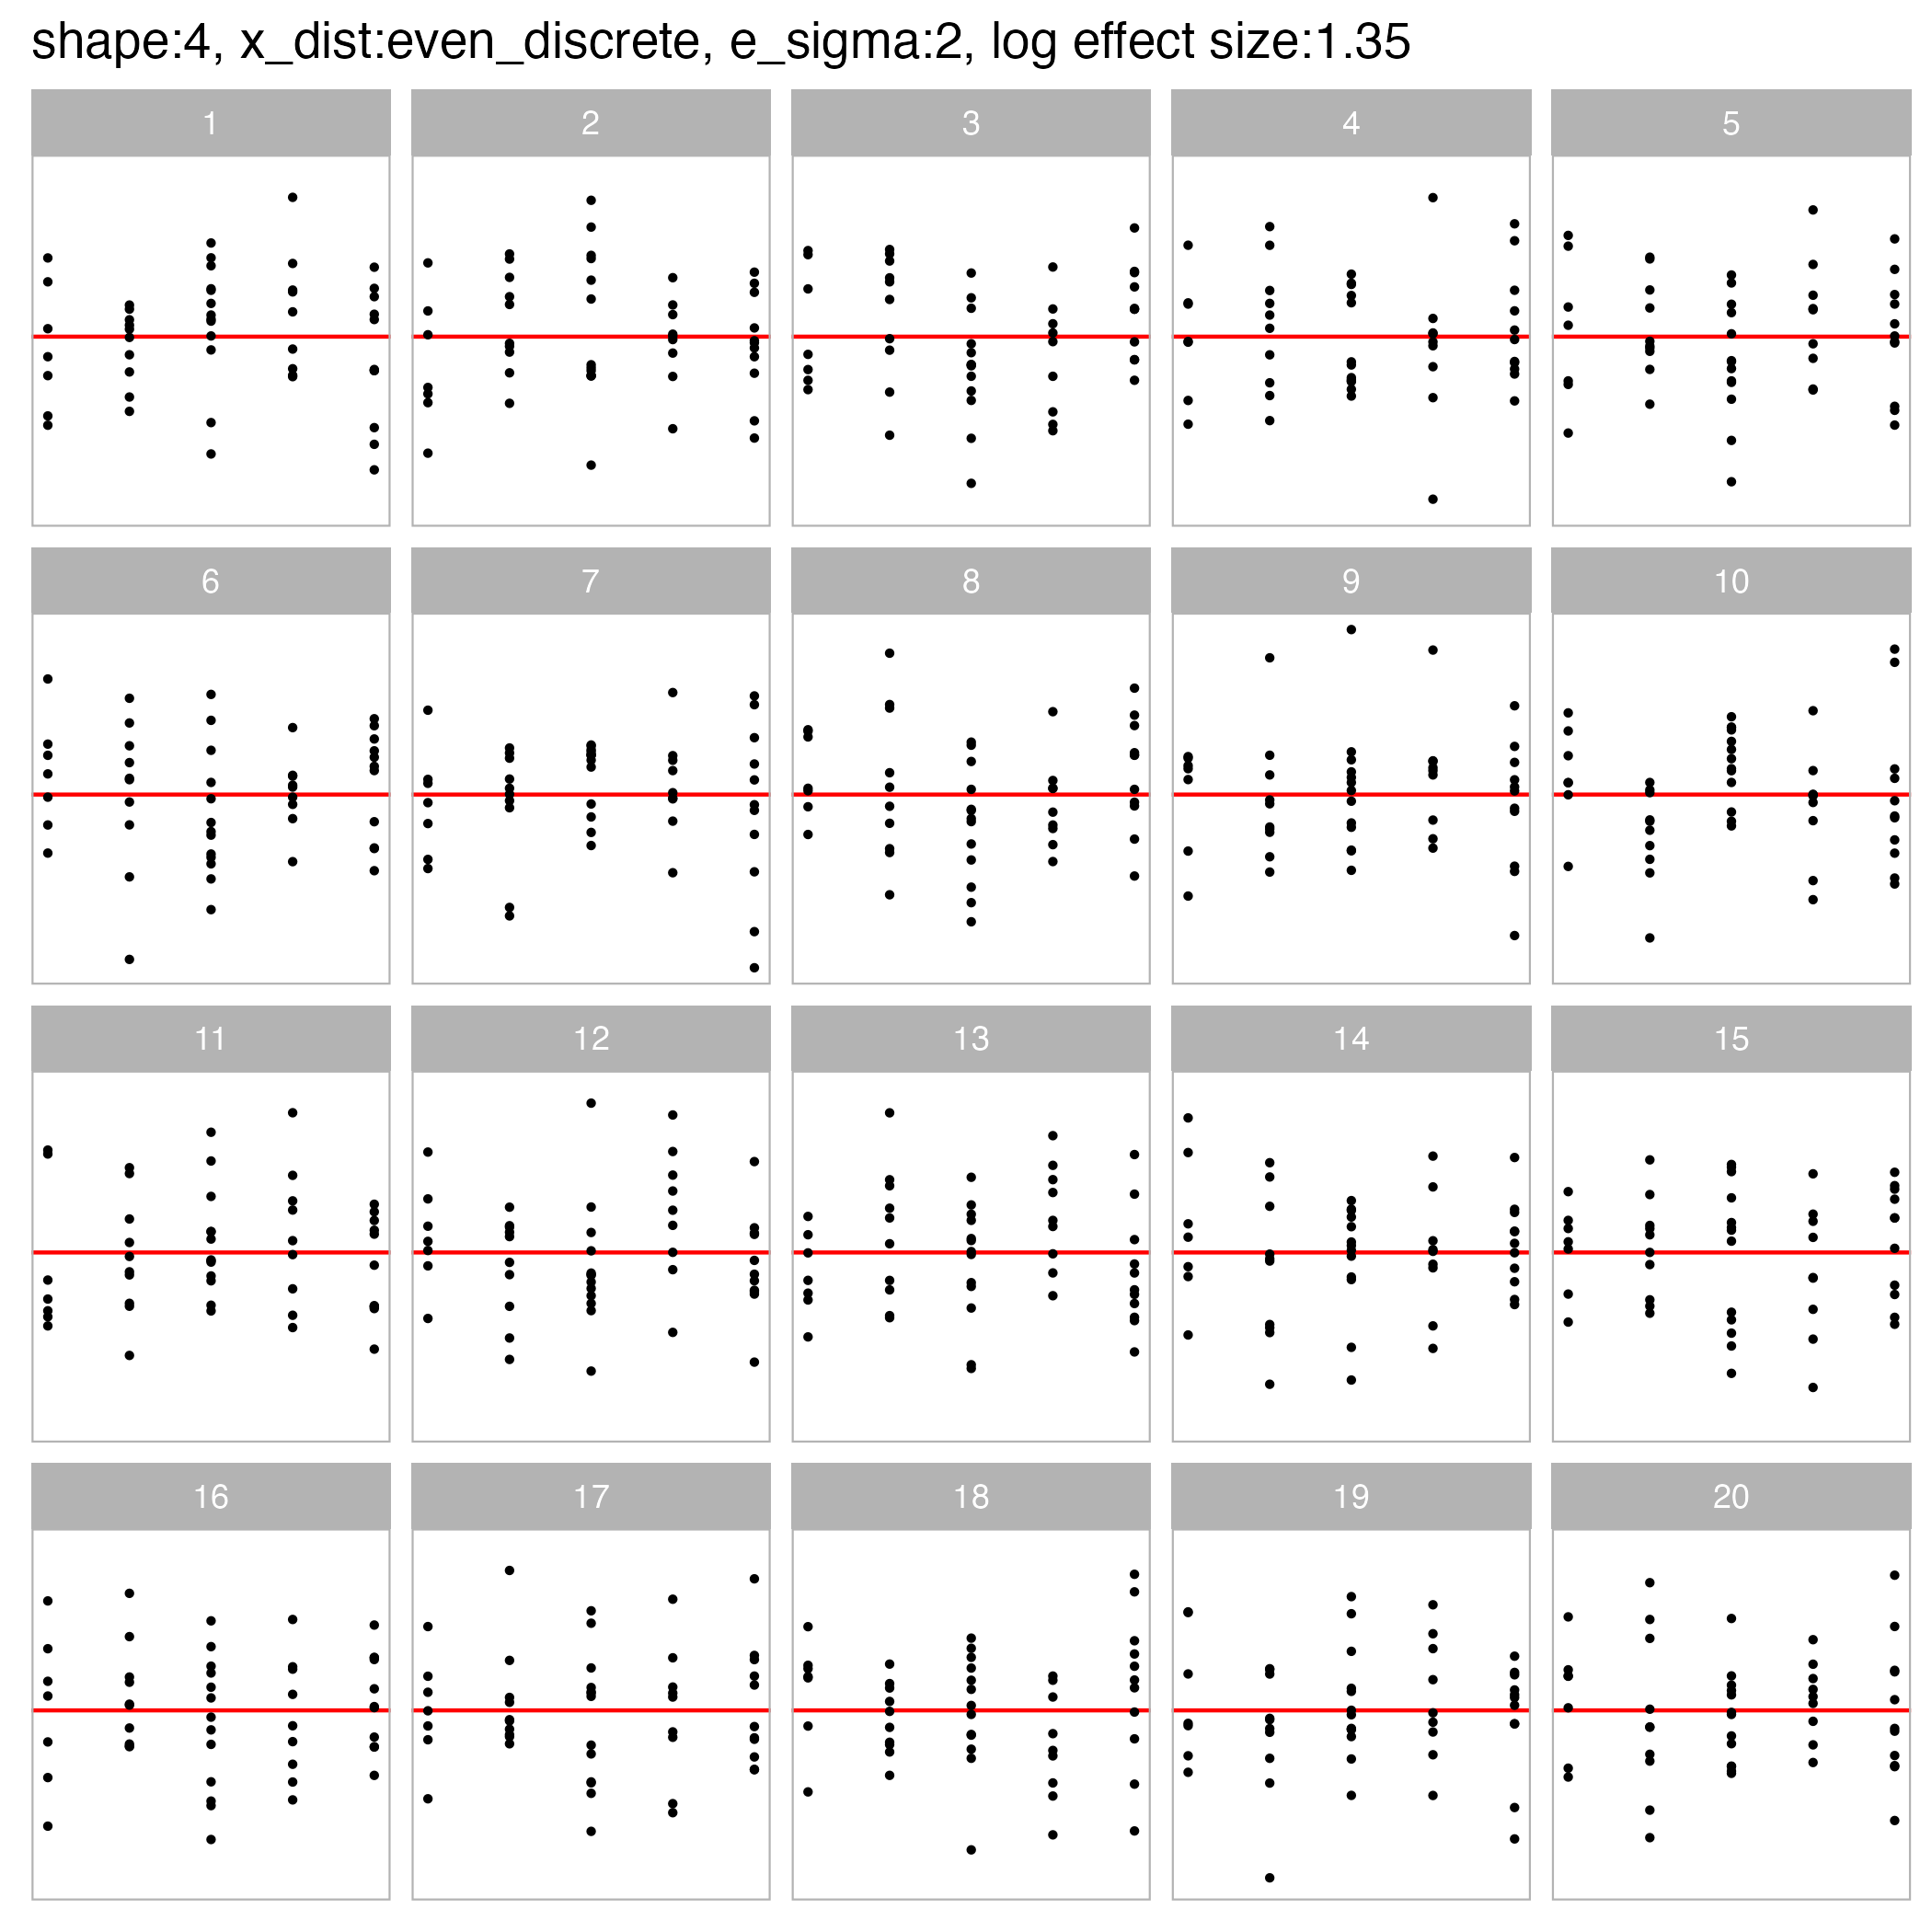 shape:4, x_dist:even_discrete, e_sigma:2, log effect size:1.35
1 2 3 4 5
6 7 8 9 10
11 12 13 14 15
16 17 18 19 20